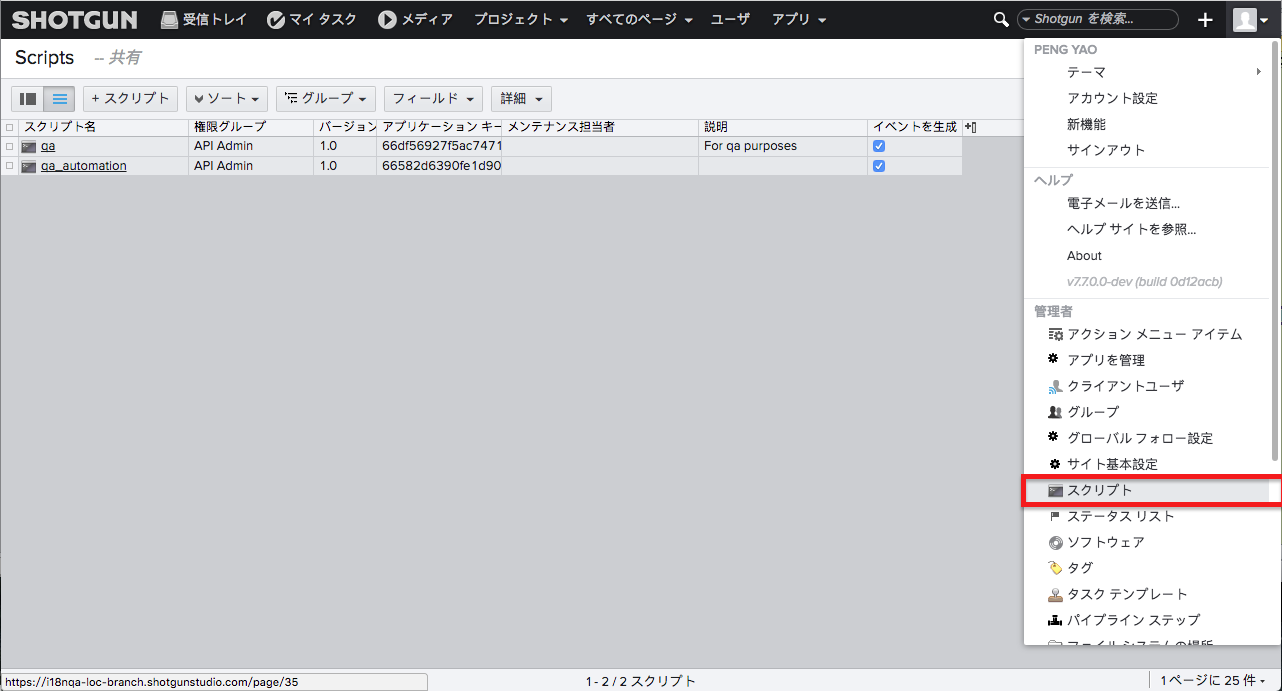 SHOTGUN 受信トレイ マイ タスク メディア プロジェクト すべてのページ ユーザ アプリ Shotgun を検索... +
Scripts -- 共有
+ スクリプト ソート グループ フィールド 詳細
スクリプト名 権限グループ バージョン アプリケーション キー メンテナンス担当者 説明 イベントを生成
qa API Admin 1.0 66df56927f5ac7471 For qa purposes
qa_automation API Admin 1.0 66582d6390fe1d90
PENG YAO
テーマ
アカウント設定
新機能
サインアウト
ヘルプ
電子メールを送信...
ヘルプ サイトを参照...
About
v7.7.0.0-dev (build 0d12acb)
管理者
アクション メニュー アイテム
アプリを管理
クライアントユーザ
グループ
グローバル フォロー設定
サイト基本設定
スクリプト
ステータス リスト
ソフトウェア
タグ
タスク テンプレート
パイプライン ステップ
ファイル システムの場所
https://i18nqa-loc-branch.shotgunstudio.com/page/35 1 - 2 / 2 スクリプト 1 ページに 25 件